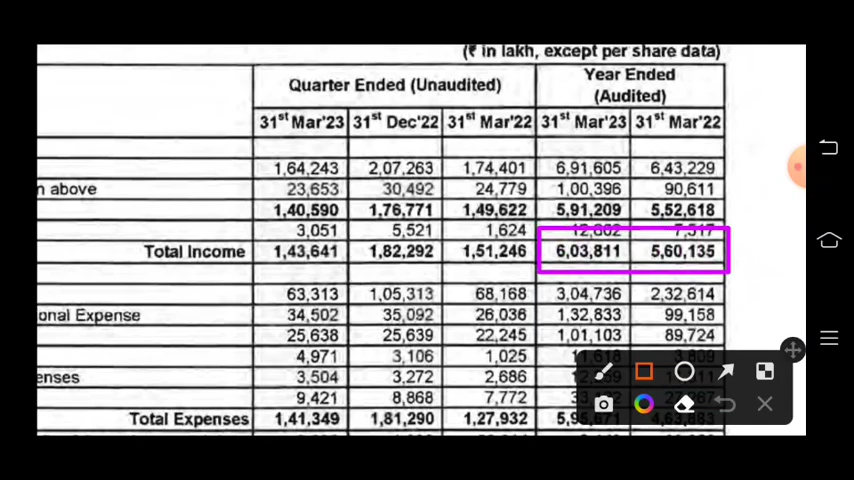 (₹ in lakh, except per share data)
Quarter Ended (Unaudited) Year Ended (Audited)
31st Mar'23 31st Dec'22 31st Mar'22 31st Mar'23 31st Mar'22
1,64,243 2,07,263 1,74,401 6,91,605 6,43,229
n above 23,653 30,492 24,779 1,00,396 90,611
1,40,590 1,76,771 1,49,622 5,91,209 5,52,618
3,051 5,521 1,624 12,602 7,517
Total Income 1,43,641 1,82,292 1,51,246 6,03,811 5,60,135
63,313 1,05,313 68,168 3,04,736 2,32,614
onal Expense 34,502 35,092 26,036 1,32,833 99,158
25,638 25,639 22,245 1,01,103 89,724
4,971 3,106 1,025
enses 3,504 3,272 2,686
9,421 8,868 7,772
Total Expenses 1,41,349 1,81,290 1,27,932